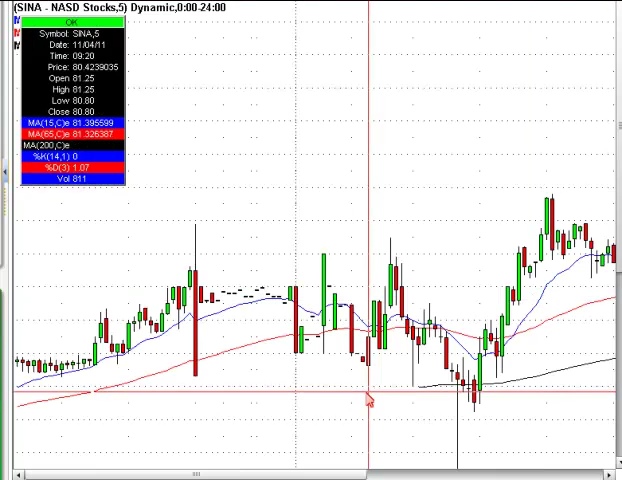 (SINA - NASD Stocks,5) Dynamic,0:00-24:00
OK
Symbol: SINA,5
Date: 11/04/11
Time: 09:20
Price: 80.4239035
Open 81.25
High 81.25
Low 80.80
Close 80.80
MA(15,C)e 81.395599
MA(65,C)e 81.326387
MA(200,C)e
%K(14,1) 0
%D(3) 1.07
Vol 811